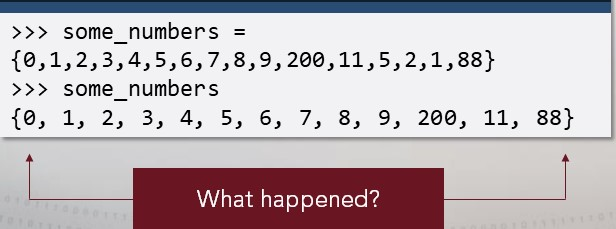 >>> some_numbers =
{0,1,2,3,4,5,6,7,8,9,200,11,5,2,1,88}
>>> some_numbers
{0, 1, 2, 3, 4, 5, 6, 7, 8, 9, 200, 11, 88}
What happened?